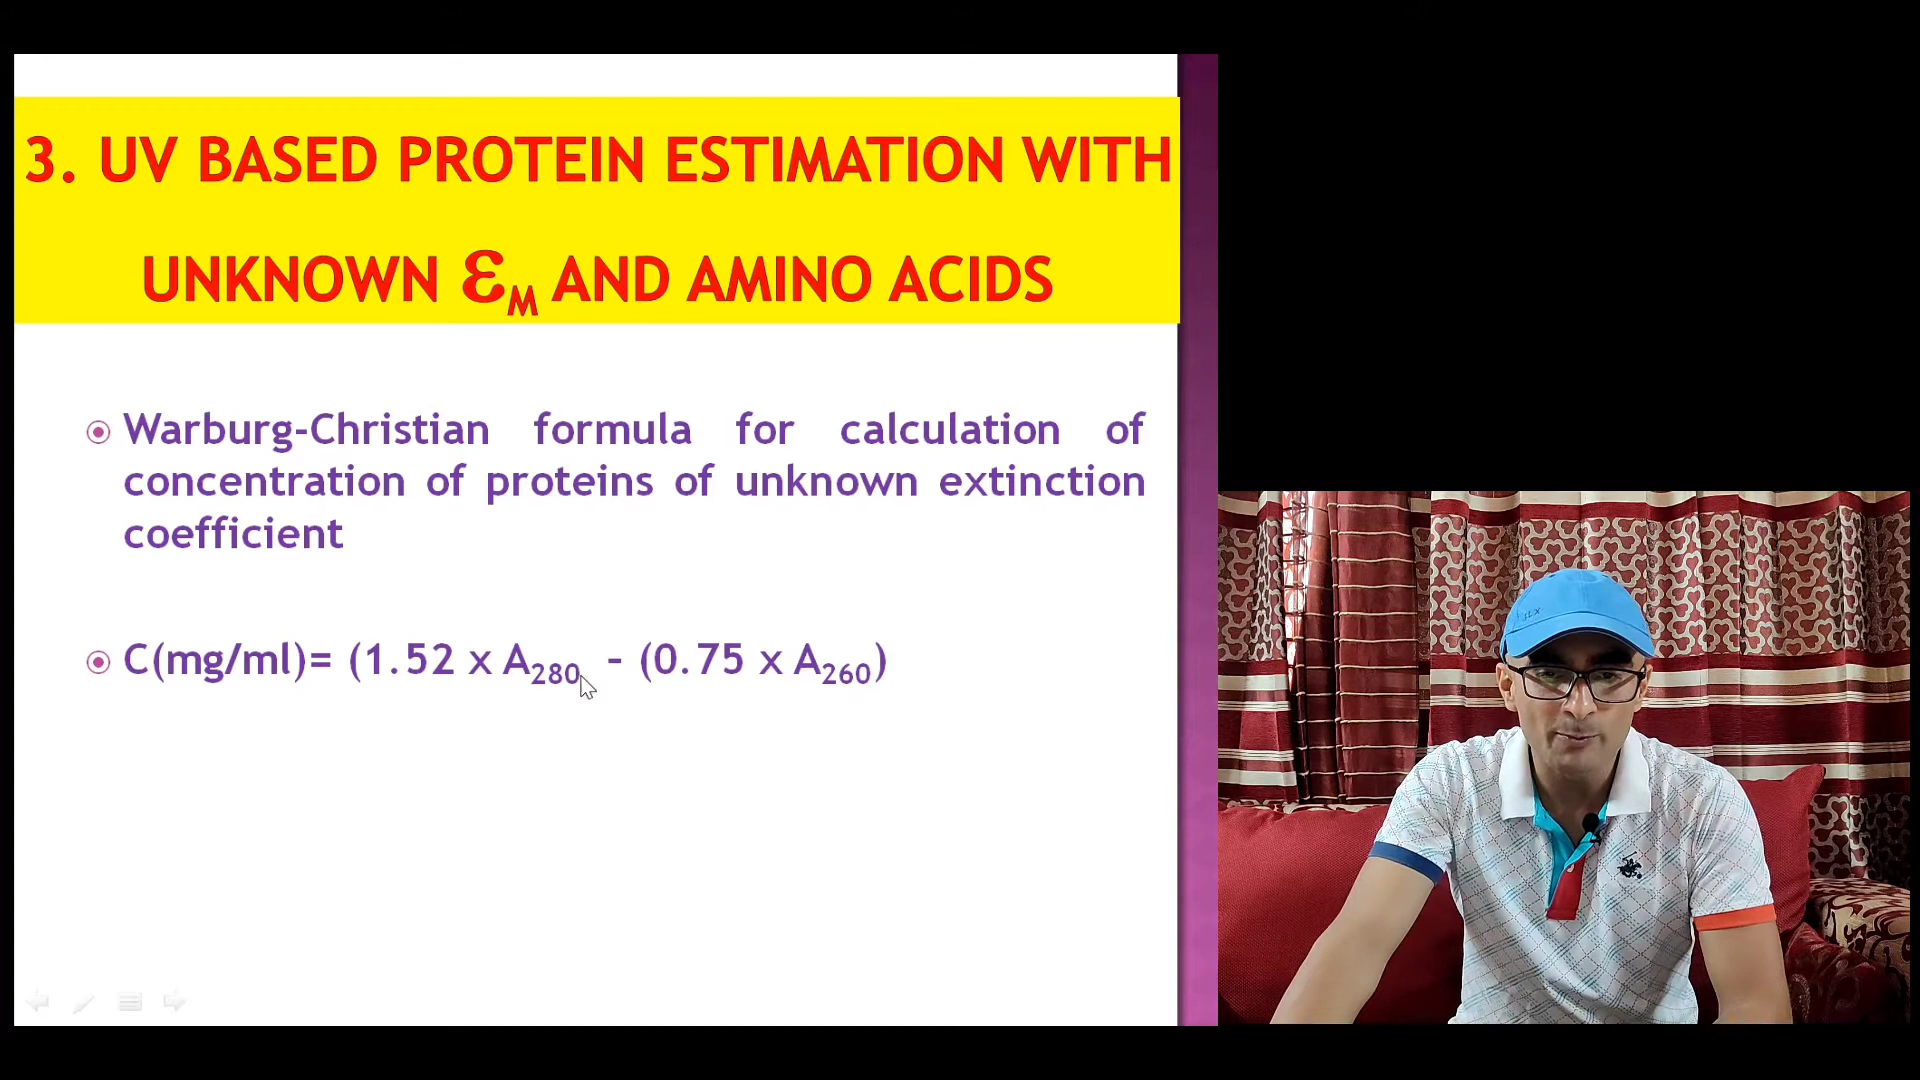 3. UV BASED PROTEIN ESTIMATION WITH
UNKNOWN ƐM AND AMINO ACIDS
Warburg-Christian formula for calculation of
concentration of proteins of unknown extinction
coefficient
C(mg/ml)= (1.52 x A280 – (0.75 x A260)